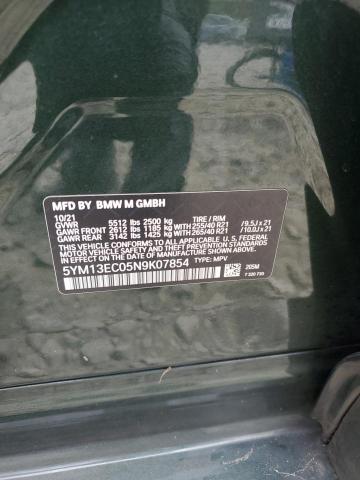 MFD BY BMW M GMBH
10/21
GVWR 5512 lbs 2500 kg TIRE / RIM
GAWR FRONT 2612 lbs 1185 kg WITH 255/40 R21 / 9.5J x 21
GAWR REAR 3142 lbs 1425 kg WITH 265/40 R21 / 10.0J x 21
THIS VEHICLE CONFORMS TO ALL APPLICABLE U.S. FEDERAL
MOTOR VEHICLE SAFETY AND THEFT PREVENTION STANDARDS
IN EFFECT ON THE DATE OF MANUFACTURE SHOWN ABOVE.
5YM13EC05N9K07854 TYPE: MPV 205M